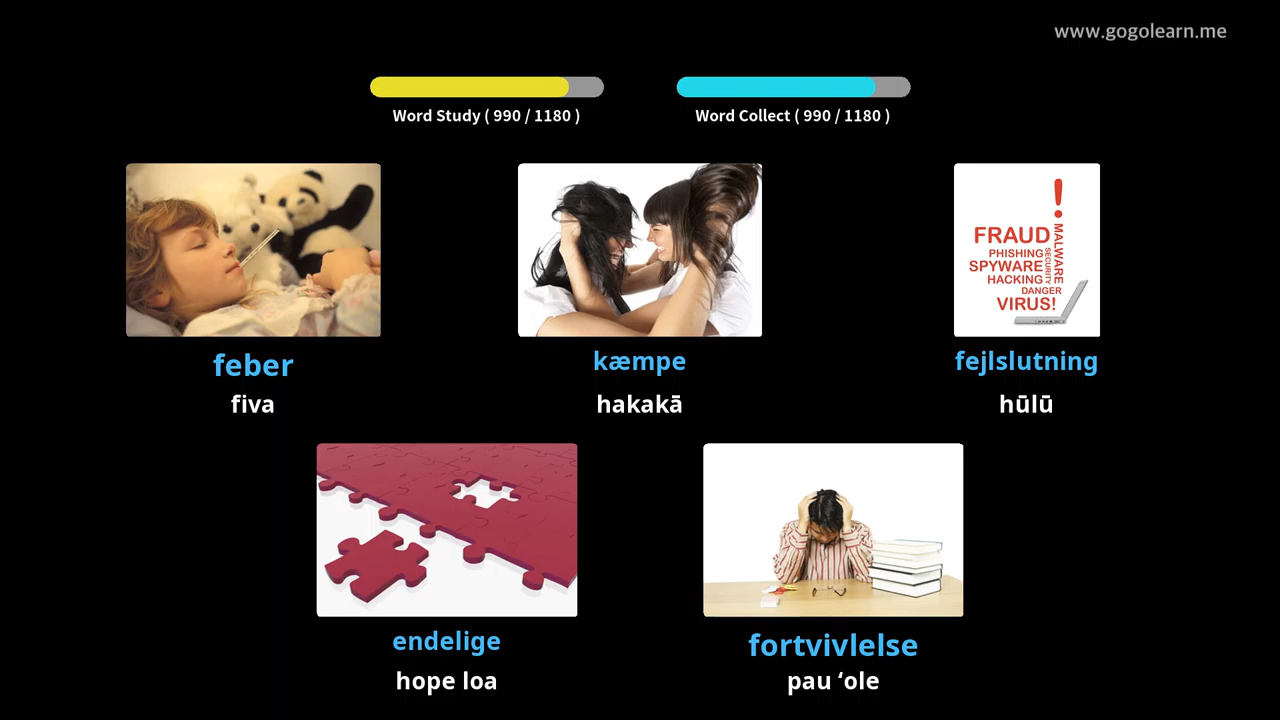 www.gogolearn.me
Word Study ( 990 / 1180 )
Word Collect ( 990 / 1180 )
!
FRAUD
PHISHING
SPYWARE
HACKING
DANGER
VIRUS!
MALWARE
SECURITY
feber
kæmpe
fejlslutning
fiva
hakakā
hūlū
endelige
fortvivlelse
hope loa
pau ʻole